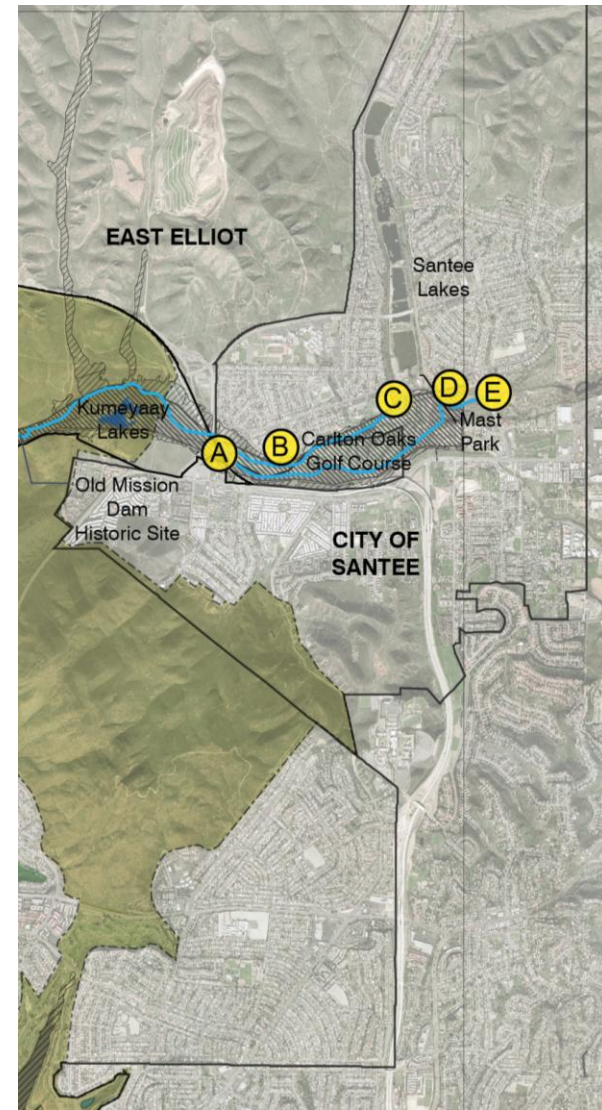 EAST ELLIOT
Santee
Lakes
C
D
E
Kumeyaay
Lakes
A
B
Carlton Oaks
Golf Course
Mast
Park
Old Mission
Dam
Historic Site
CITY OF
SANTEE